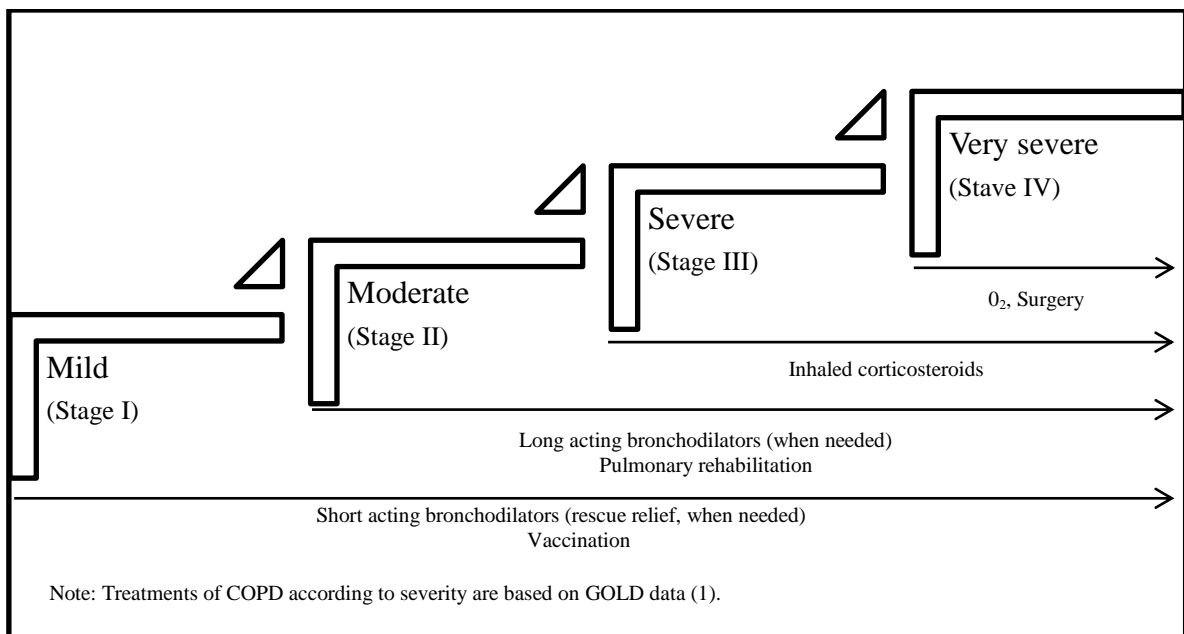 Very severe
(Stave IV)
Severe
(Stage III)
0₂, Surgery
Moderate
(Stage II)
Mild
(Stage I)
Inhaled corticosteroids
Long acting bronchodilators (when needed)
Pulmonary rehabilitation
Short acting bronchodilators (rescue relief, when needed)
Vaccination
Note: Treatments of COPD according to severity are based on GOLD data (1).